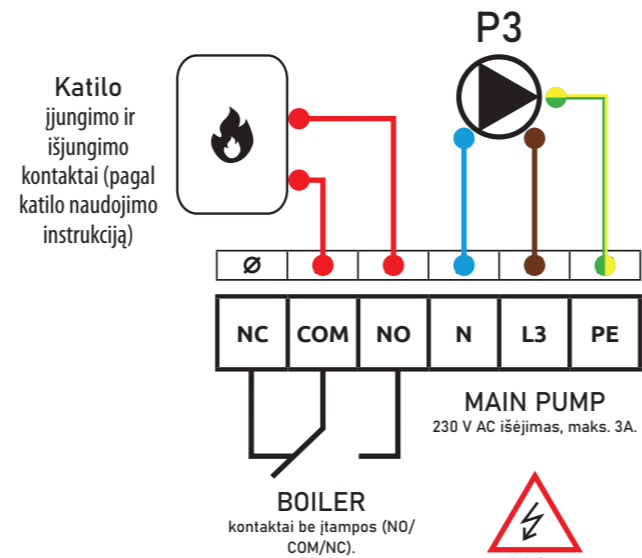 P3
Katilo
įjungimo ir
išjungimo
kontaktai (pagal
katilo naudojimo
instrukciją)
Ø
NC COM NO N L3 PE
MAIN PUMP
230 V AC išėjimas, maks. 3A.
BOILER
kontaktai be įtampos (NO/
COM/NC).